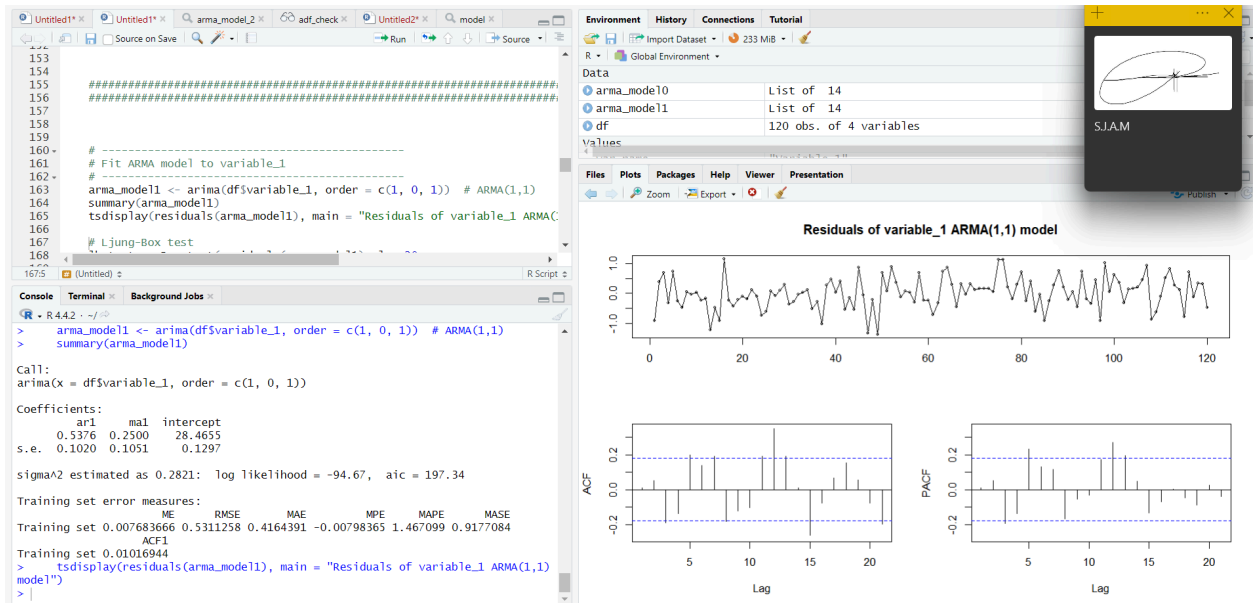 Untitled1* Untitled1* arma_model_2 adf_check Untitled2* model
Source on Save Run Source
153
154
155 ####################################################################
156 ####################################################################
157
158
159
160 # --------------------------------------
161 # Fit ARMA model to variable_1
162 # --------------------------------------
163 arma_model1 <- arima(df$variable_1, order = c(1, 0, 1)) # ARMA(1,1)
164 summary(arma_model1)
165 tsdisplay(residuals(arma_model1), main = "Residuals of variable_1 ARMA(
166
167 # Ljung-Box test
168
167:5 (Untitled) R Script
Console Terminal Background Jobs
R 4.4.2 · ~/
> arma_model1 <- arima(df$variable_1, order = c(1, 0, 1)) # ARMA(1,1)
> summary(arma_model1)
Call:
arima(x = df$variable_1, order = c(1, 0, 1))
Coefficients:
ar1 ma1 intercept
0.5376 0.2500 28.4655
s.e. 0.1020 0.1051 0.1297
sigma^2 estimated as 0.2821: log likelihood = -94.67, aic = 197.34
Training set error measures:
ME RMSE MAE MPE MAPE MASE
Training set 0.007683666 0.5311258 0.4164391 -0.00798365 1.467099 0.9177084
ACF1
Training set 0.01016944
> tsdisplay(residuals(arma_model1), main = "Residuals of variable_1 ARMA(1,1)
model")
>
Environment History Connections Tutorial
Import Dataset 233 MiB
R Global Environment
Data
arma_model0 List of 14
arma_model1 List of 14
df 120 obs. of 4 variables
Values
S.J.A.M
Files Plots Packages Help Viewer Presentation
Zoom Export Publish
Residuals of variable_1 ARMA(1,1) model
1.0
0.0
-1.0
0 20 40 60 80 100 120
ACF
0.2
0.0
-0.2
5 10 15 20
Lag
PACF
0.2
0.0
-0.2
5 10 15 20
Lag